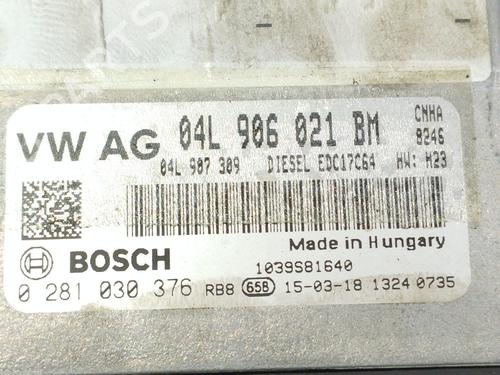 VW AG 04L 906 021 BM CNHA
8246
04L 907 309 DIESEL EDC17C64 HW: H23
Made in Hungary
BOSCH 1039S81640
0 281 030 376 RB8 65B 15-03-18 1324 0735